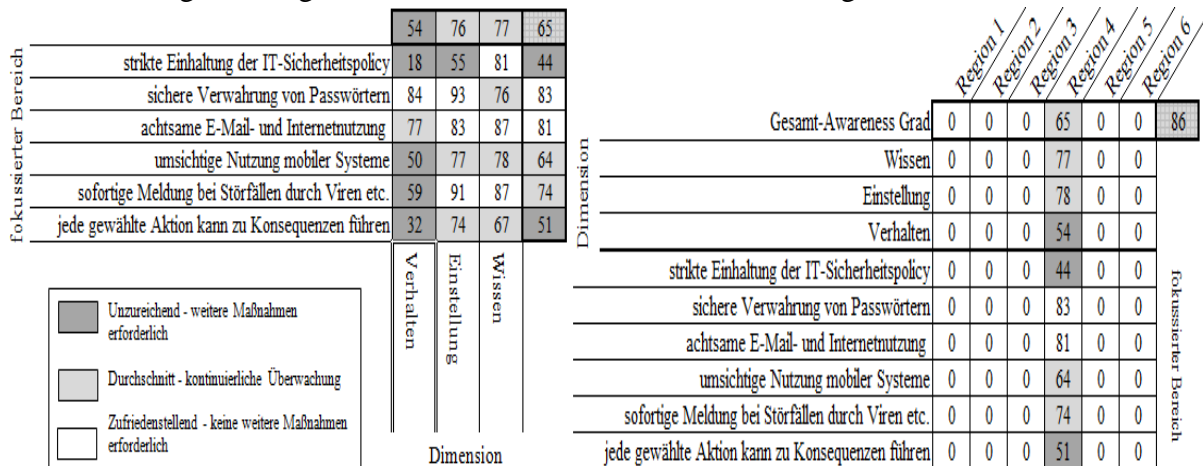 54 76 77 65
strikte Einhaltung der IT-Sicherheitspolicy 18 55 81 44
sichere Verwahrung von Passwörtern 84 93 76 83
achtsame E-Mail- und Internetnutzung 77 83 87 81
umsichtige Nutzung mobiler Systeme 50 77 78 64
sofortige Meldung bei Störfällen durch Viren etc. 59 91 87 74
jede gewählte Aktion kann zu Konsequenzen führen 32 74 67 51
fokussierter Bereich
Verhalten
Einstellung
Wissen
Dimension
Unzureichend - weitere Maßnahmen
erforderlich
Durchschnitt - kontinuierliche Überwachung
Zufriedenstellend - keine weitere Maßnahmen
erforderlich
Region 1
Region 2
Region 3
Region 4
Region 5
Region 6
Gesamt-Awareness Grad 0 0 0 65 0 0 86
Wissen 0 0 0 77 0 0
Einstellung 0 0 0 78 0 0
Verhalten 0 0 0 54 0 0
strikte Einhaltung der IT-Sicherheitspolicy 0 0 0 44 0 0
sichere Verwahrung von Passwörtern 0 0 0 83 0 0
achtsame E-Mail- und Internetnutzung 0 0 0 81 0 0
umsichtige Nutzung mobiler Systeme 0 0 0 64 0 0
sofortige Meldung bei Störfällen durch Viren etc. 0 0 0 74 0 0
jede gewählte Aktion kann zu Konsequenzen führen 0 0 0 51 0 0
Dimension
fokussierter Bereich